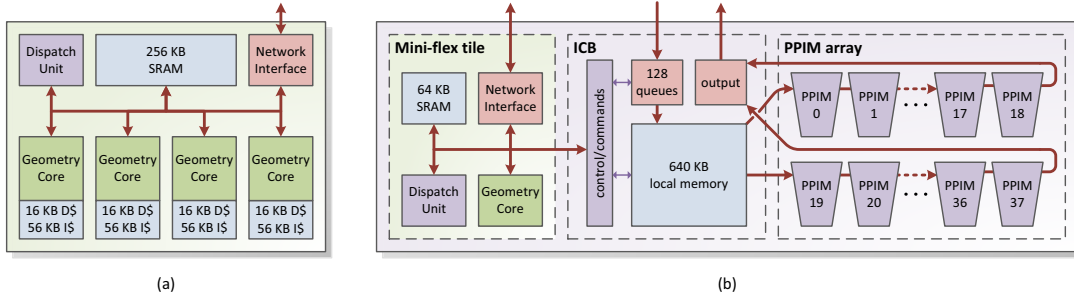 Dispatch
Unit
256 KB
SRAM
Network
Interface
Geometry
Core
16 KB D$
56 KB I$
Geometry
Core
16 KB D$
56 KB I$
Geometry
Core
16 KB D$
56 KB I$
Geometry
Core
16 KB D$
56 KB I$
(a)
Mini-flex tile
64 KB
SRAM
Network
Interface
Dispatch
Unit
Geometry
Core
ICB
control/commands
128
queues
output
640 KB
local memory
PPIM array
PPIM
0
PPIM
1
...
PPIM
17
PPIM
18
PPIM
19
PPIM
20
...
PPIM
36
PPIM
37
(b)